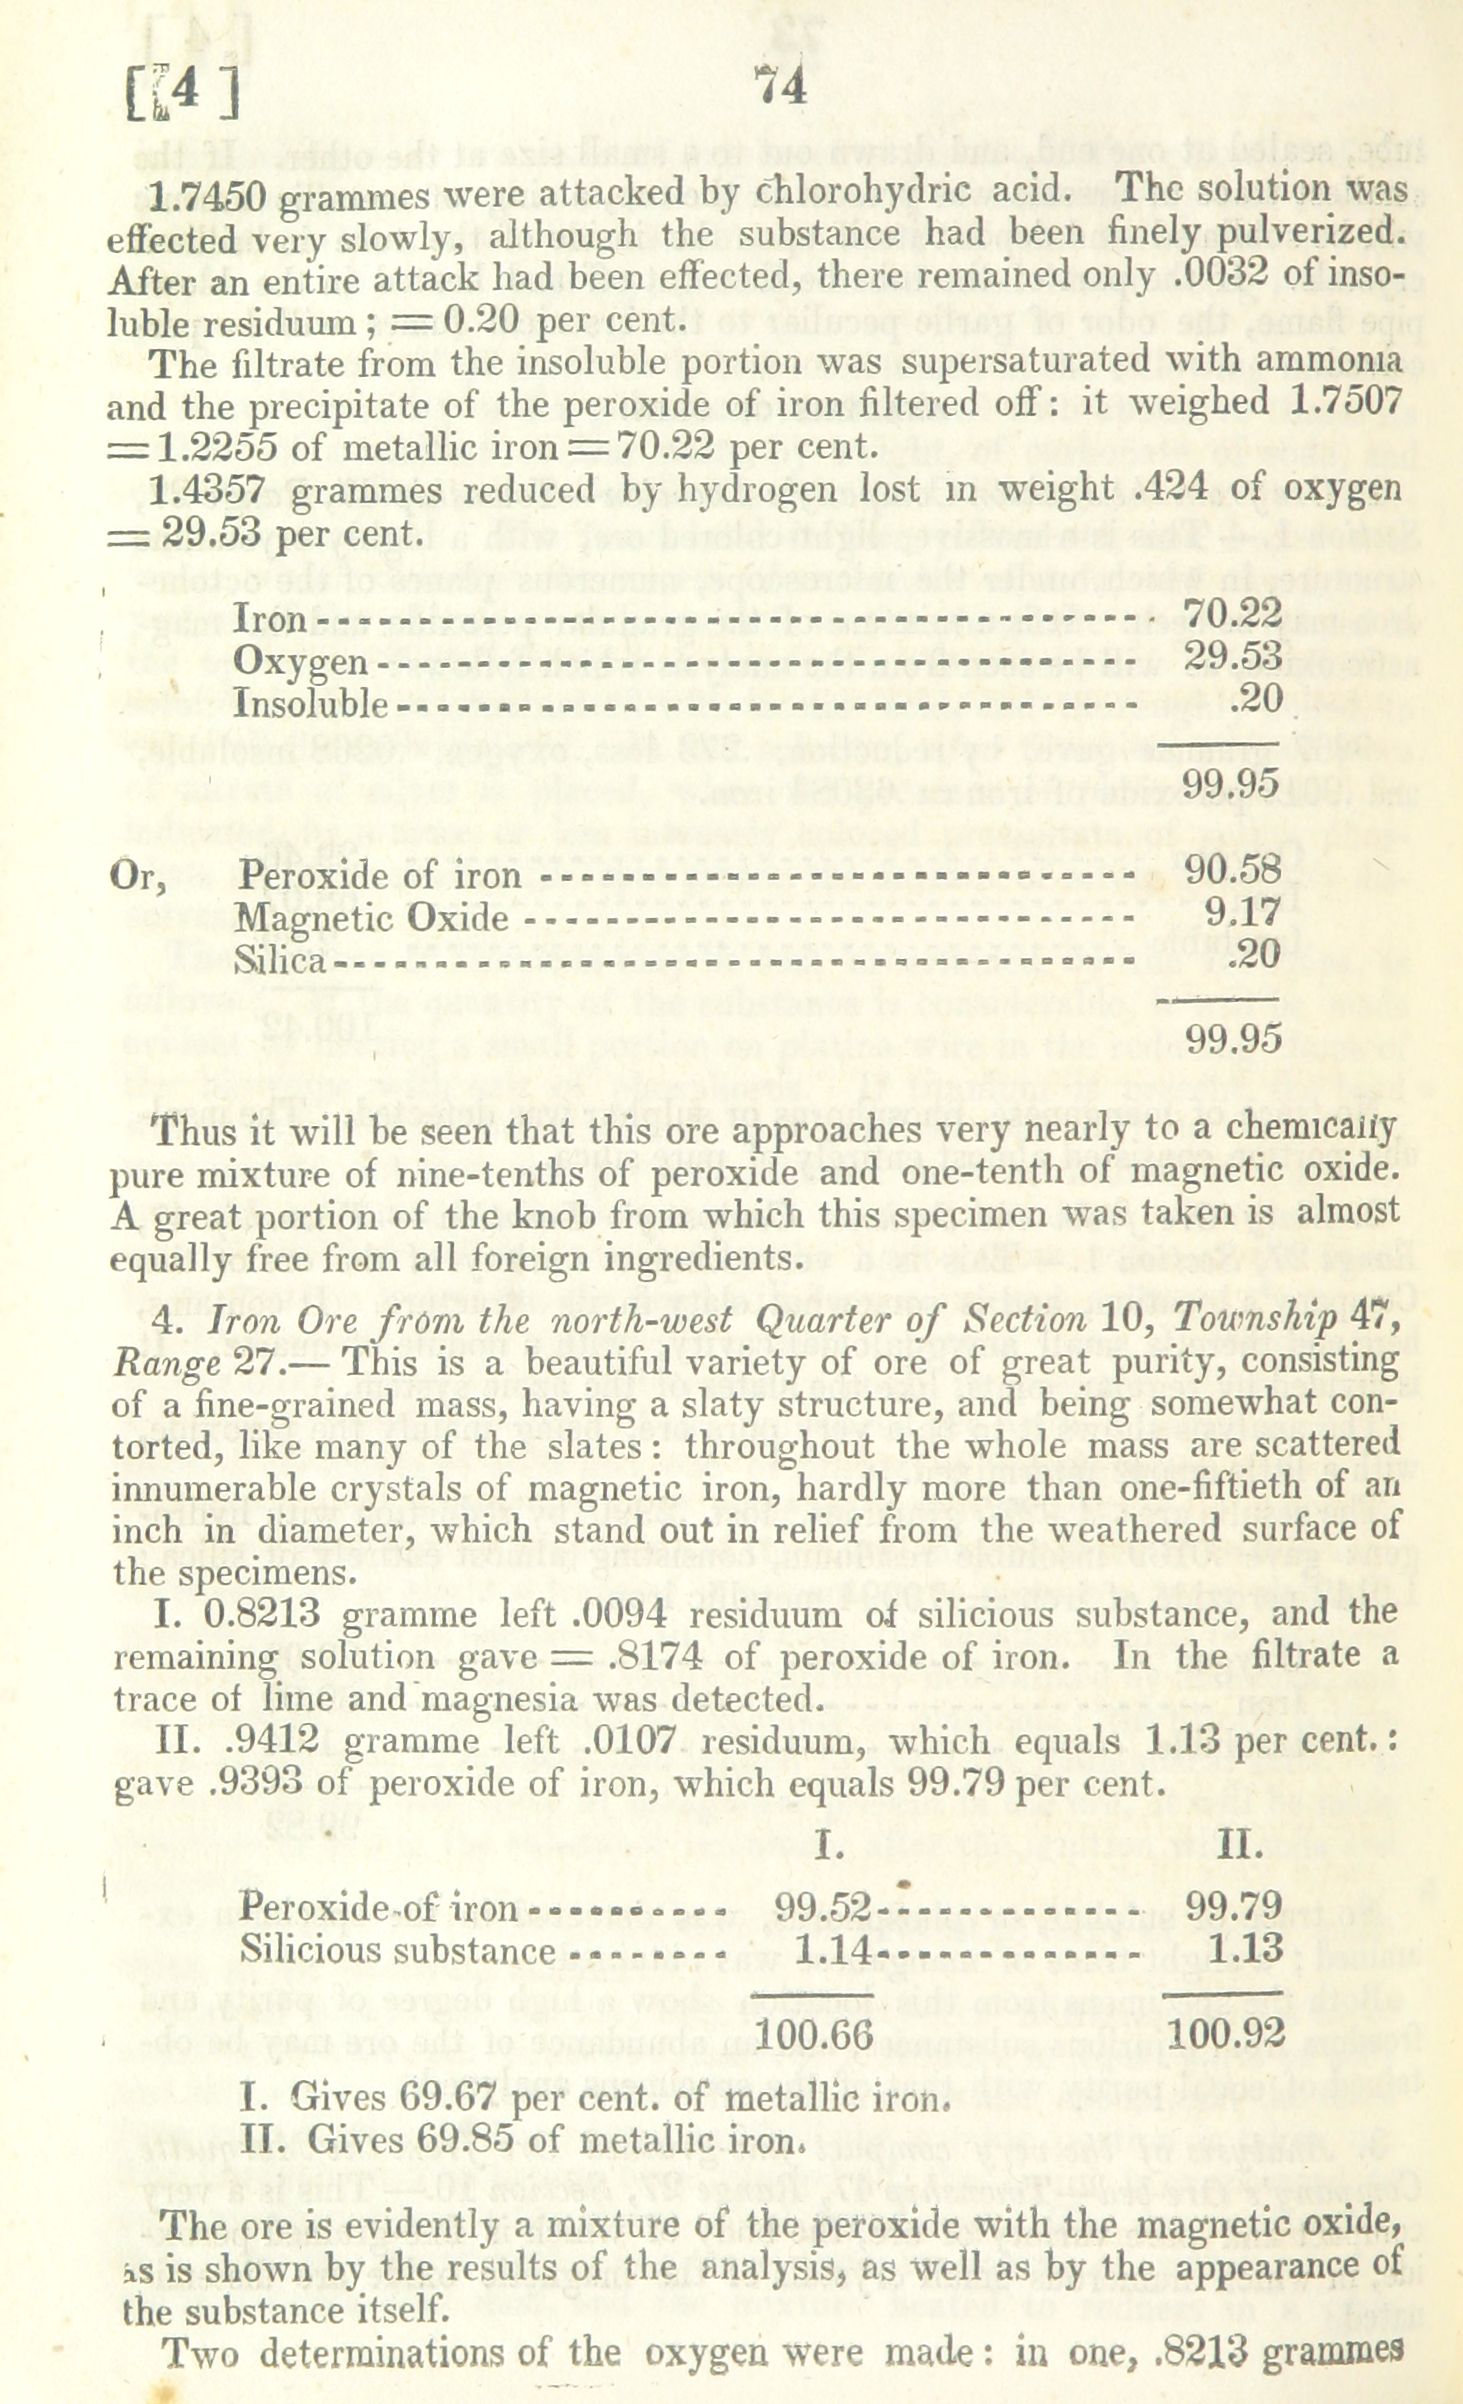 [ 4 ] 74
1.7450 grammes were attacked by chlorohydric acid. The solution was
effected very slowly, although the substance had been finely pulverized.
After an entire attack had been effected, there remained only .0032 of inso-
luble residuum; = 0.20 per cent.
The filtrate from the insoluble portion was supersaturated with ammonia
and the precipitate of the peroxide of iron filtered off: it weighed 1.7507
= 1.2255 of metallic iron = 70.22 per cent.
1.4357 grammes reduced by hydrogen lost in weight .424 of oxygen
= 29.53 per cent.
Iron - - - - - - - - - - 70.22
Oxygen - - - - - - - - - - 29.53
Insoluble - - - - - - - - - - .20
99.95
Or, Peroxide of iron - - - - - - - - - - 90.58
Magnetic Oxide - - - - - - - - - - 9.17
Silica - - - - - - - - - - .20
99.95
Thus it will be seen that this ore approaches very nearly to a chemically
pure mixture of nine-tenths of peroxide and one-tenth of magnetic oxide.
A great portion of the knob from which this specimen was taken is almost
equally free from all foreign ingredients.
4. Iron Ore from the north-west Quarter of Section 10, Township 47,
Range 27.— This is a beautiful variety of ore of great purity, consisting
of a fine-grained mass, having a slaty structure, and being somewhat con-
torted, like many of the slates: throughout the whole mass are scattered
innumerable crystals of magnetic iron, hardly more than one-fiftieth of an
inch in diameter, which stand out in relief from the weathered surface of
the specimens.
I. 0.8213 gramme left .0094 residuum of silicious substance, and the
remaining solution gave = .8174 of peroxide of iron. In the filtrate a
trace of lime and magnesia was detected.
II. .9412 gramme left .0107 residuum, which equals 1.13 per cent.:
gave .9393 of peroxide of iron, which equals 99.79 per cent.
I. II.
Peroxide of iron - - - - - - - - - - 99.52 - - - - - - - - - - 99.79
Silicious substance - - - - - - - - 1.14 - - - - - - - - - - 1.13
100.66 100.92
I. Gives 69.67 per cent. of metallic iron.
II. Gives 69.85 of metallic iron.
The ore is evidently a mixture of the peroxide with the magnetic oxide,
as is shown by the results of the analysis, as well as by the appearance of
the substance itself.
Two determinations of the oxygen were made: in one, .8213 grammes